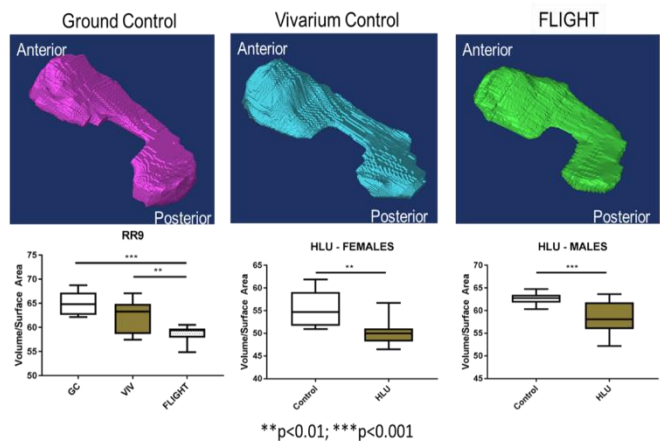 Ground Control
Vivarium Control
FLIGHT
Anterior
Anterior
Anterior
Posterior
Posterior
Posterior
RR9
Volume/Surface Area
75
70
65
60
55
50
***
**
GC
VIV
FLIGHT
HLU - FEMALES
Volume/Surface Area
65
60
55
50
45
40
**
Control
HLU
HLU - MALES
Volume/Surface Area
70
65
60
55
50
45
***
Control
HLU
**p<0.01; ***p<0.001